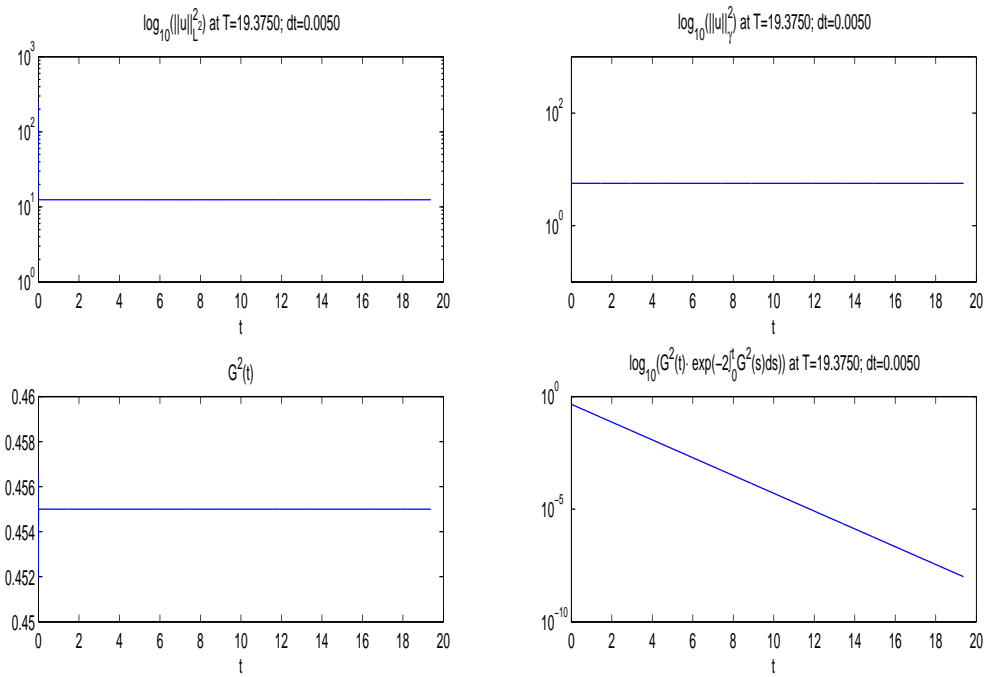 log10(||u||²L²) at T=19.3750; dt=0.0050
10³
10²
10¹
10⁰
0 2 4 6 8 10 12 14 16 18 20
t
log10(||u||²γ) at T=19.3750; dt=0.0050
10²
10⁰
0 2 4 6 8 10 12 14 16 18 20
t
G²(t)
0.46
0.458
0.456
0.454
0.452
0.45
0 2 4 6 8 10 12 14 16 18 20
t
log10(G²(t)· exp(−2∫₀ᵗG²(s)ds)) at T=19.3750; dt=0.0050
10⁰
10⁻⁵
10⁻¹⁰
0 2 4 6 8 10 12 14 16 18 20
t